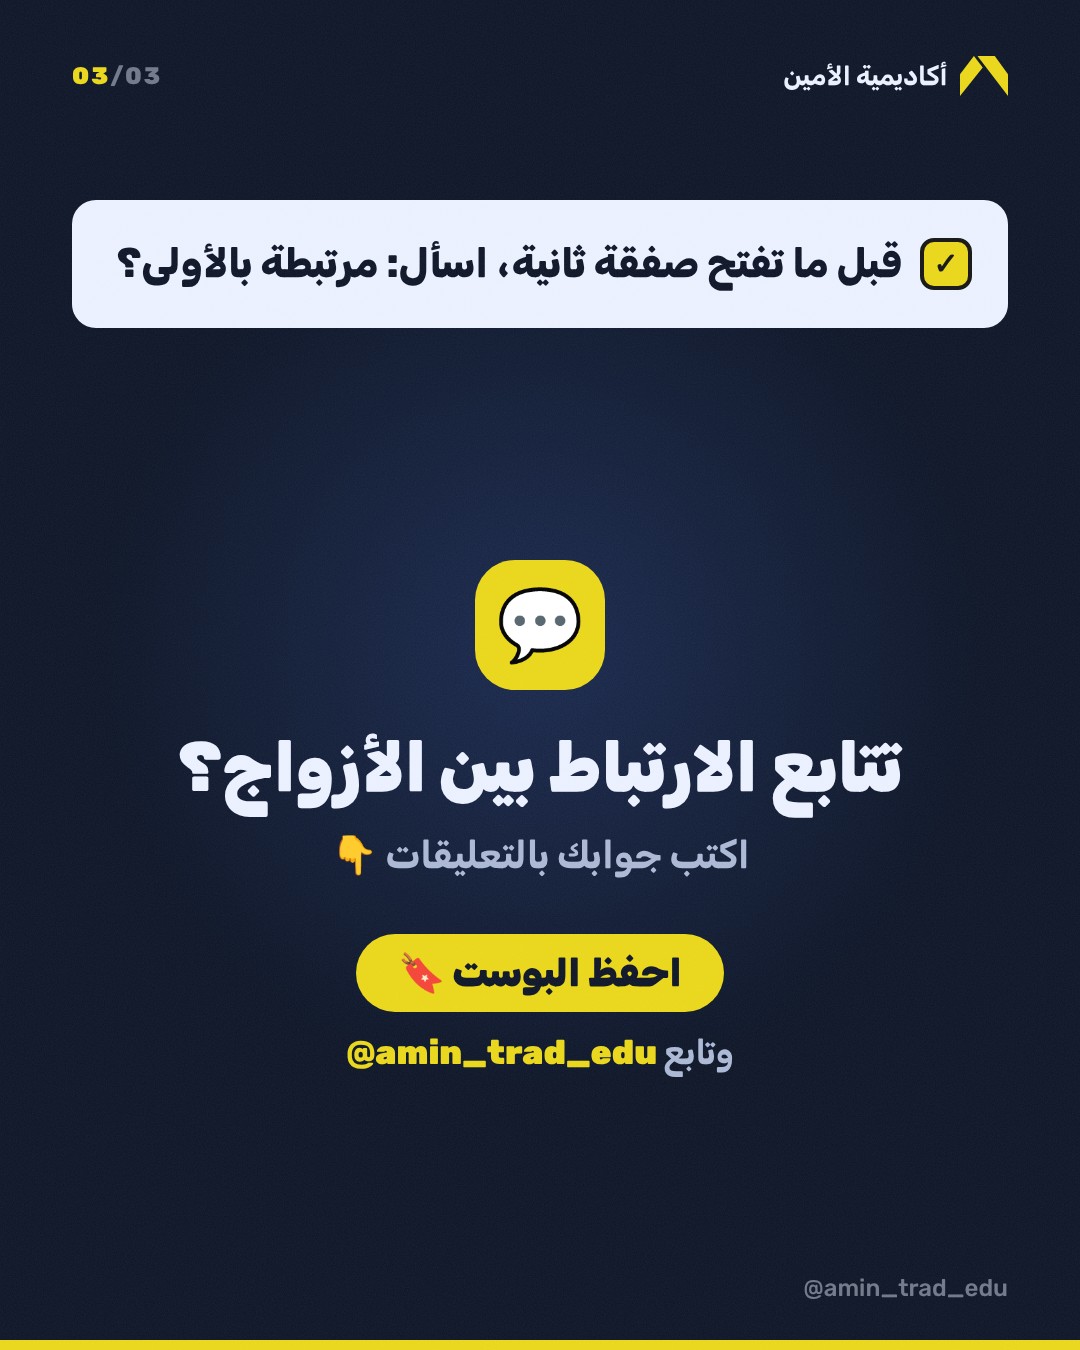 أكاديمية الأمين
03/03
✓ قبل ما تفتح صفقة ثانية، اسأل: مرتبطة بالأولى؟
💬
تتابع الارتباط بين الأزواج؟
اكتب جوابك بالتعليقات 👇
احفظ البوست 🔖
وتابع @amin_trad_edu
@amin_trad_edu